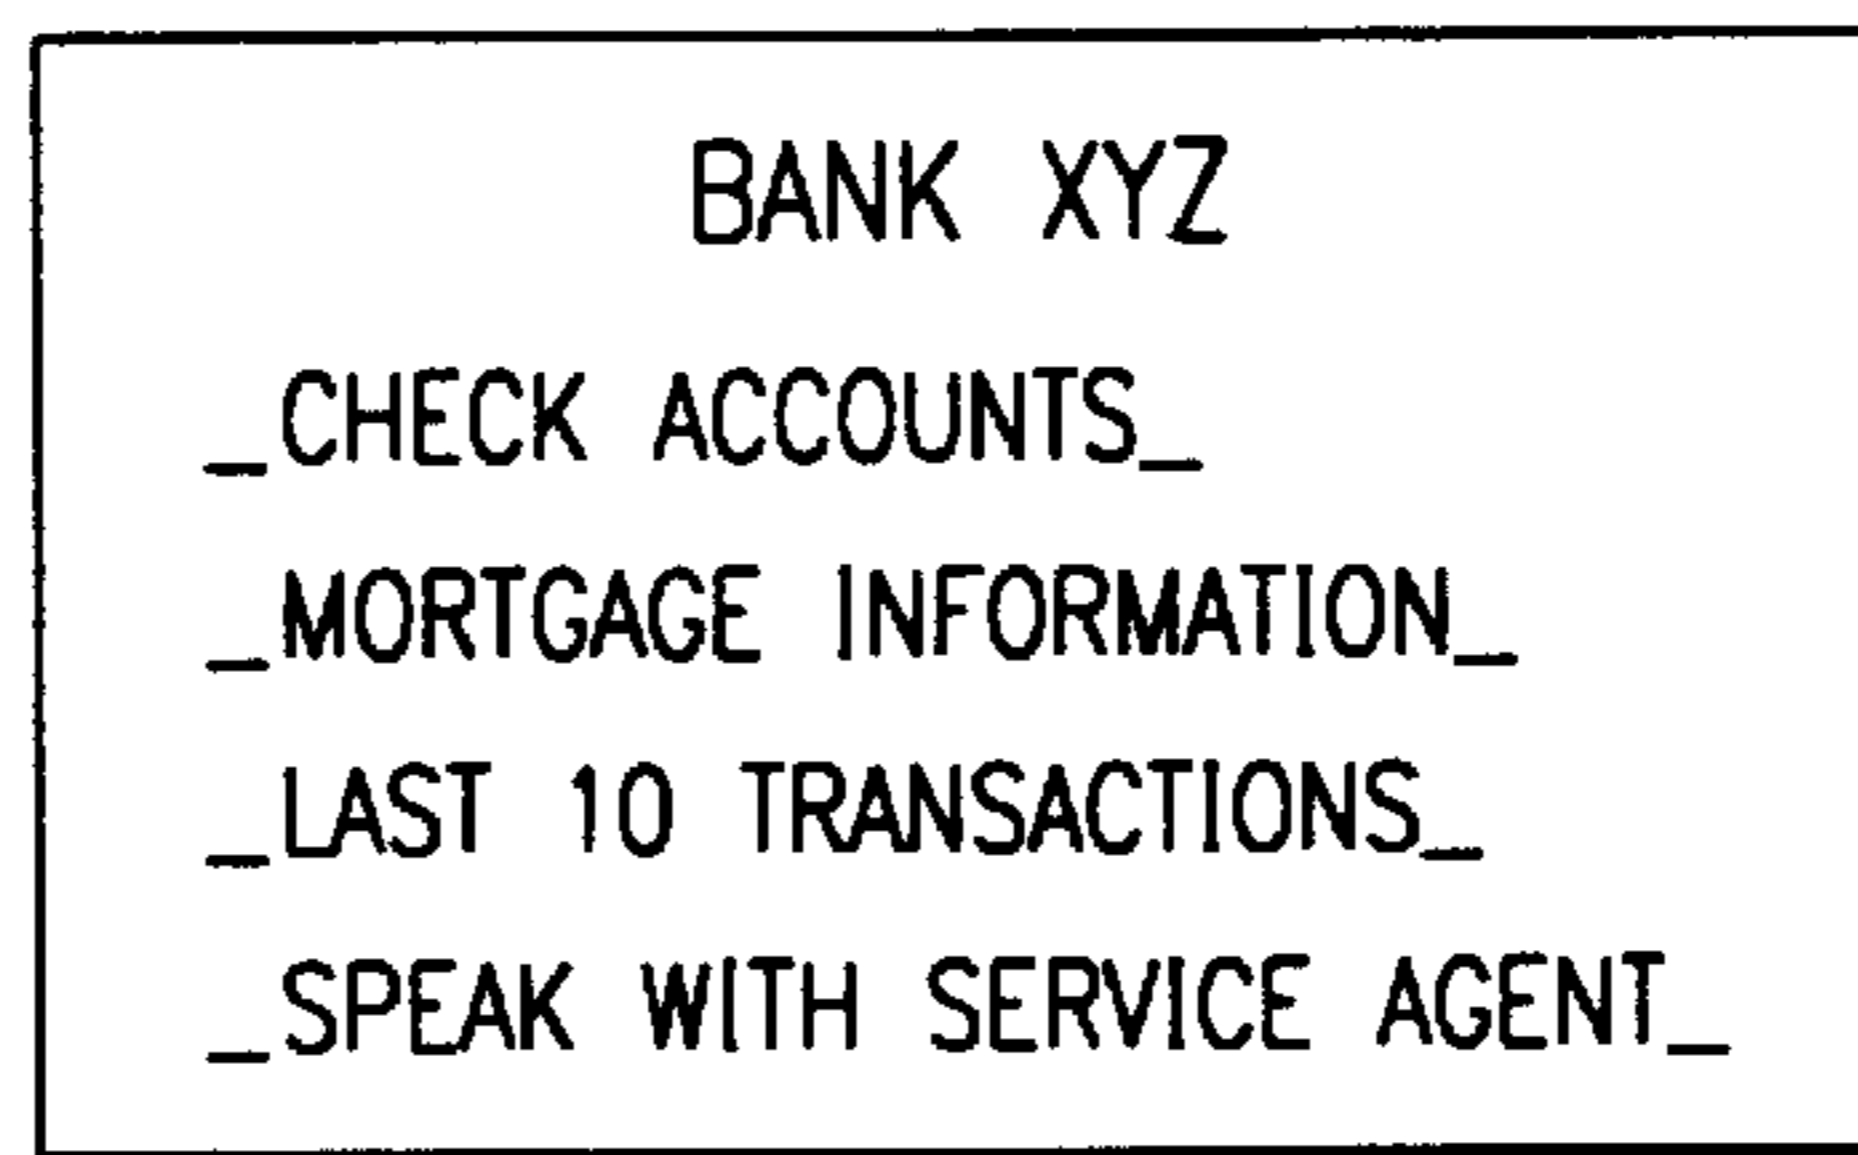 BANK XYZ
_CHECK ACCOUNTS_
_MORTGAGE INFORMATION_
_LAST 10 TRANSACTIONS_
_SPEAK WITH SERVICE AGENT_